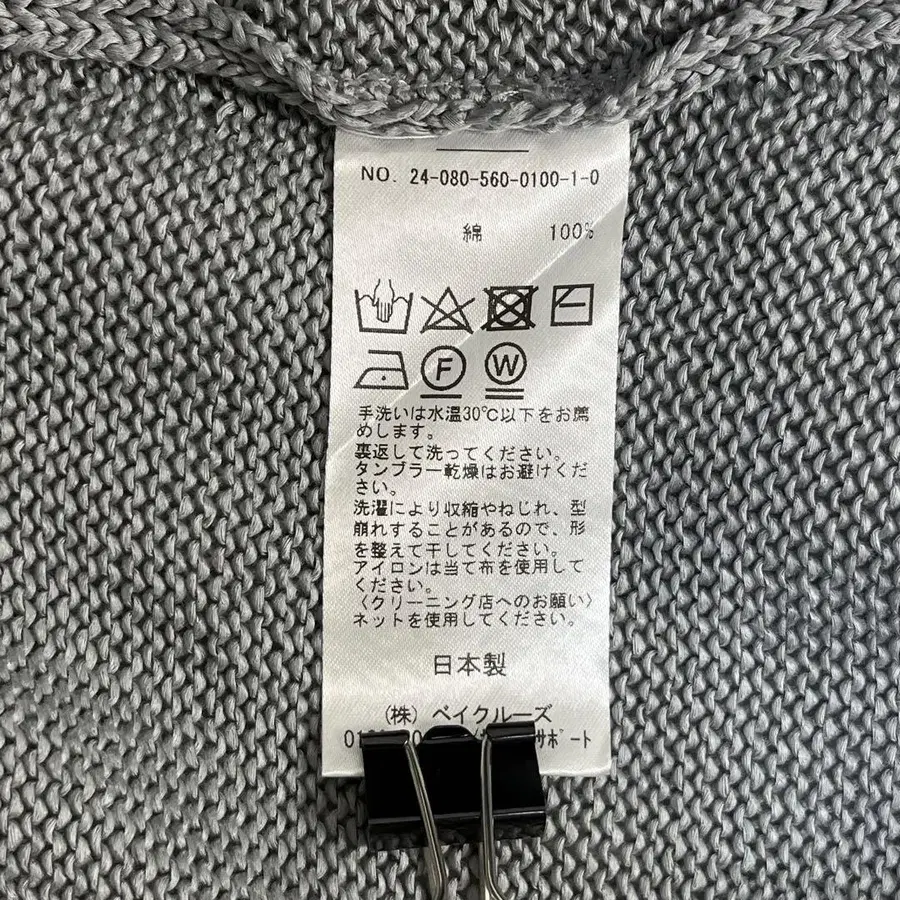 NO. 24-080-560-0100-1-0
綿 100%
F W
手洗いは水温30℃以下をお薦
めします。
裏返して洗ってください。
タンブラー乾燥はお避けくだ
さい。
洗濯により収縮やねじれ、型
崩れすることがあるので、形
を整えて干してください。
アイロンは当て布を使用して
ください。
〈クリーニング店へのお願い〉
ネットを使用してください。
日本製
(株) ベイクルーズ
サポート